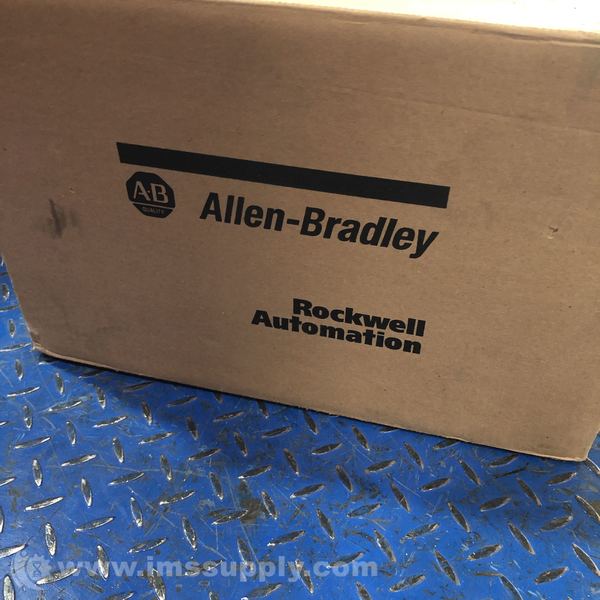 A-B
QUALITY
Allen-Bradley
Rockwell
Automation
www.imssupply.com